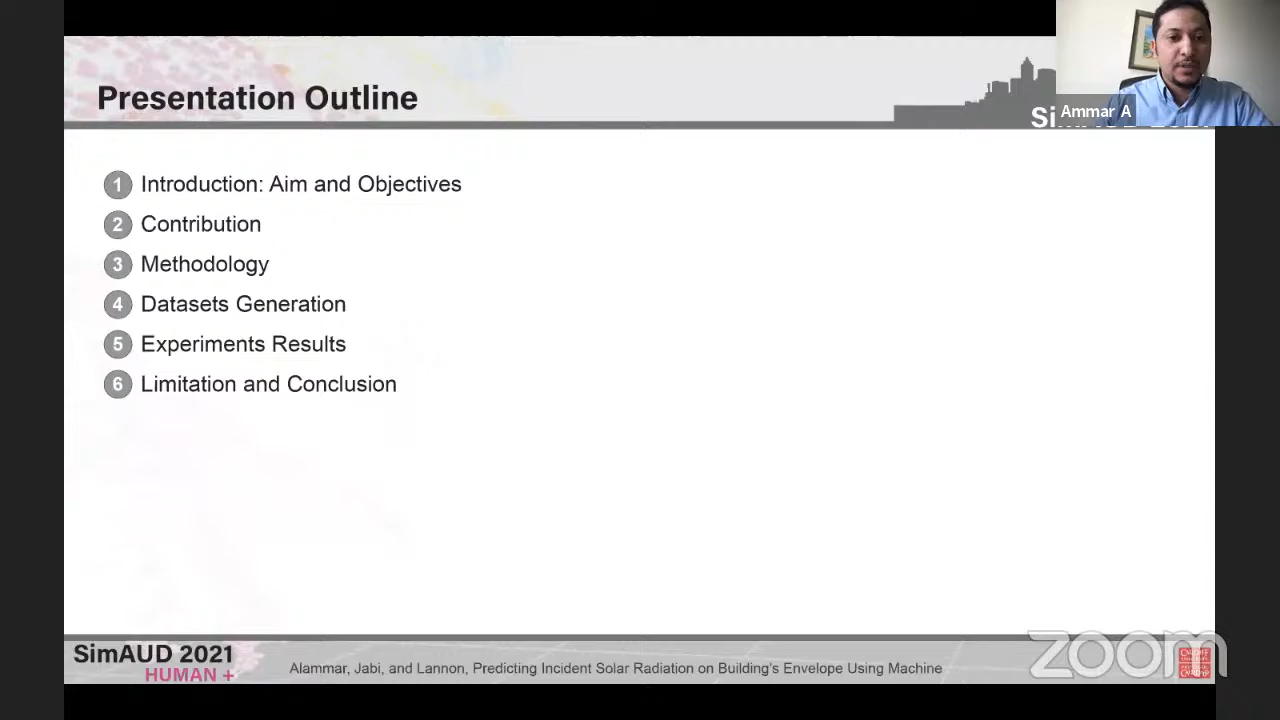 Presentation Outline
Ammar A
1 Introduction: Aim and Objectives
2 Contribution
3 Methodology
4 Datasets Generation
5 Experiments Results
6 Limitation and Conclusion
SimAUD 2021
HUMAN +
Alammar, Jabi, and Lannon, Predicting Incident Solar Radiation on Building's Envelope Using Machine
zoom